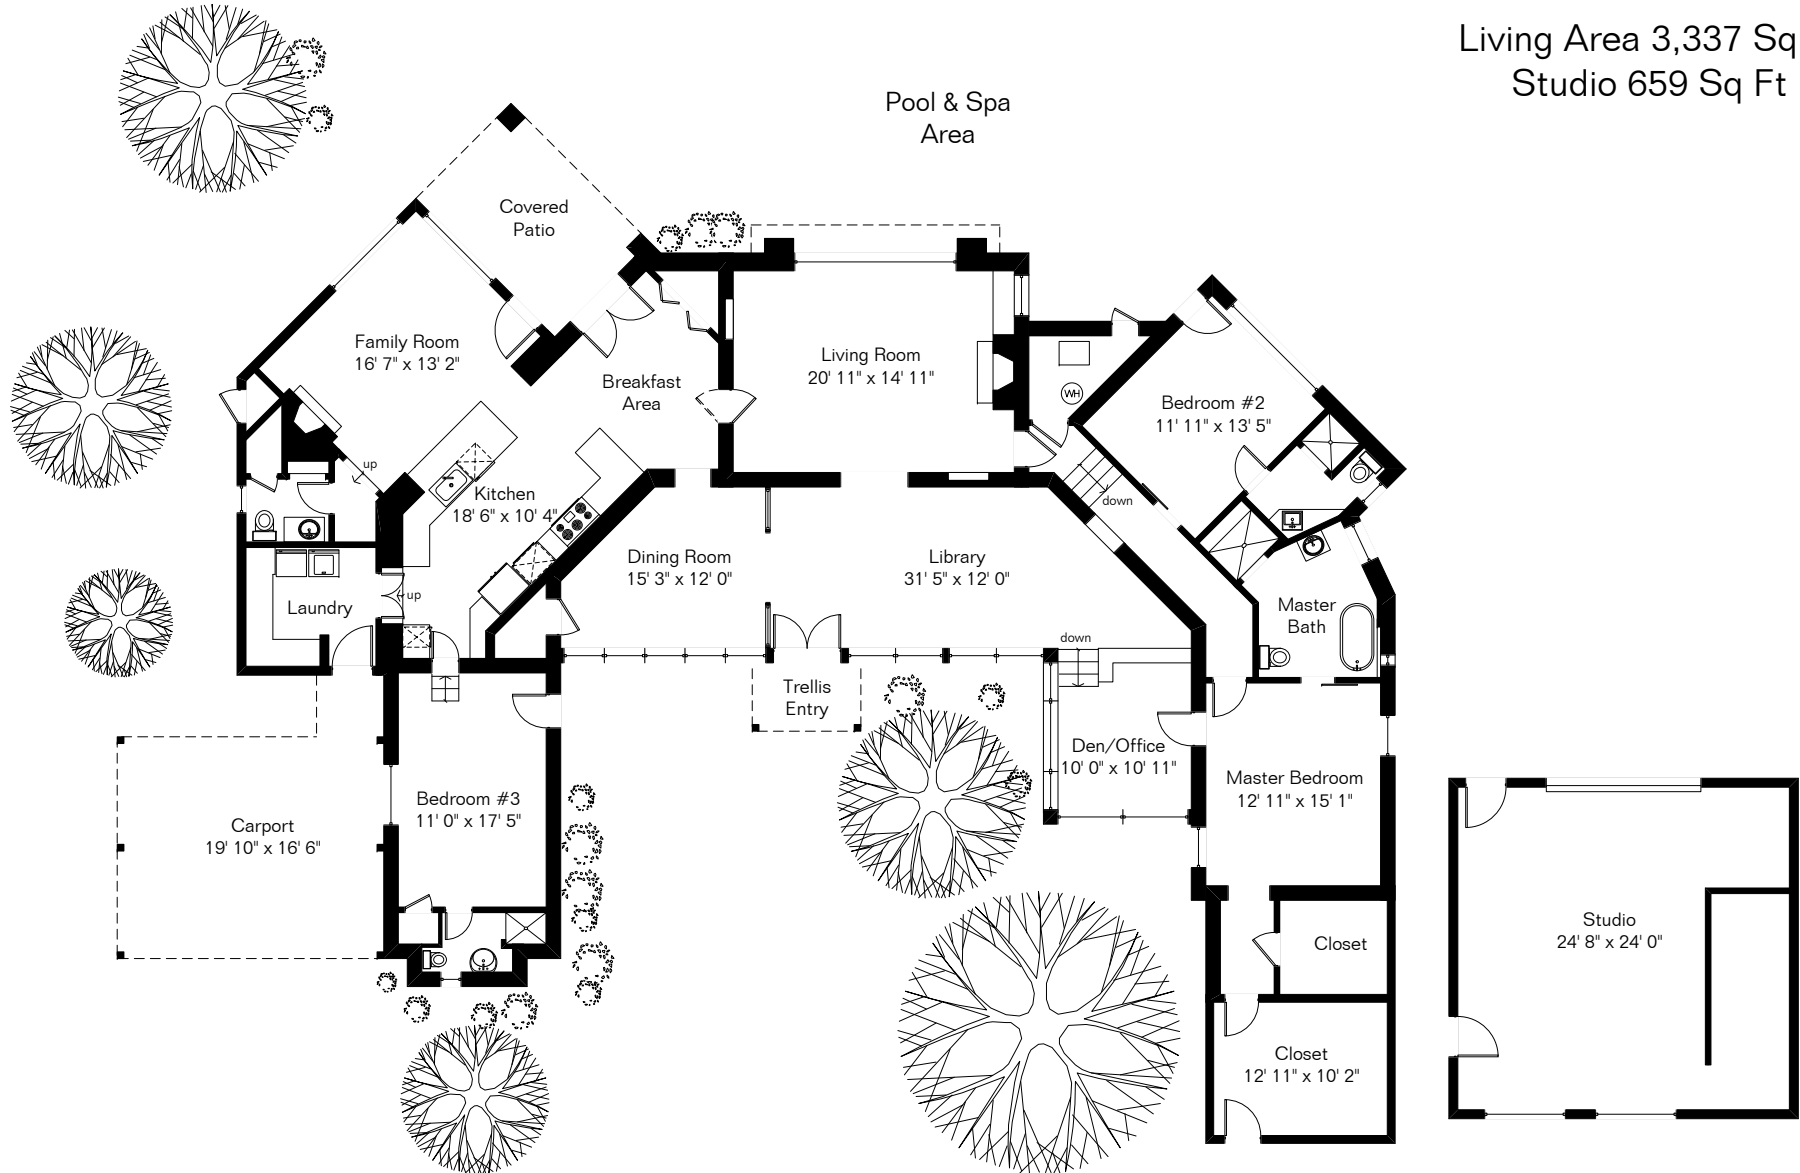 Living Area 3,337 Sq
Studio 659 Sq Ft
Pool & Spa
Area
Covered
Patio
Family Room
16' 7" x 13' 2"
Breakfast
Area
Living Room
20' 11" x 14' 11"
WH
Bedroom #2
11' 11" x 13' 5"
up
Kitchen
18' 6" x 10' 4"
down
Dining Room
15' 3" x 12' 0"
Library
31' 5" x 12' 0"
Laundry
up
Master
Bath
down
Trellis
Entry
Den/Office
10' 0" x 10' 11"
Master Bedroom
12' 11" x 15' 1"
Bedroom #3
11' 0" x 17' 5"
Carport
19' 10" x 16' 6"
Closet
Studio
24' 8" x 24' 0"
Closet
12' 11" x 10' 2"